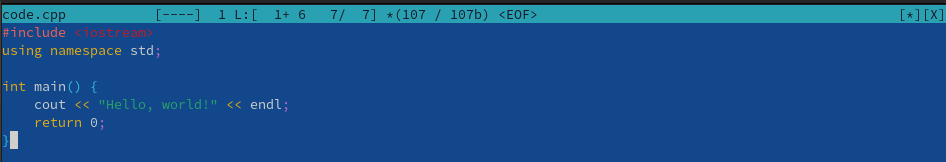 code.cpp [----] 1 L:[ 1+ 6 7/ 7] *(107 / 107b) <EOF> [*][X]
#include <iostream>
using namespace std;
int main() {
cout << "Hello, world!" << endl;
return 0;
}